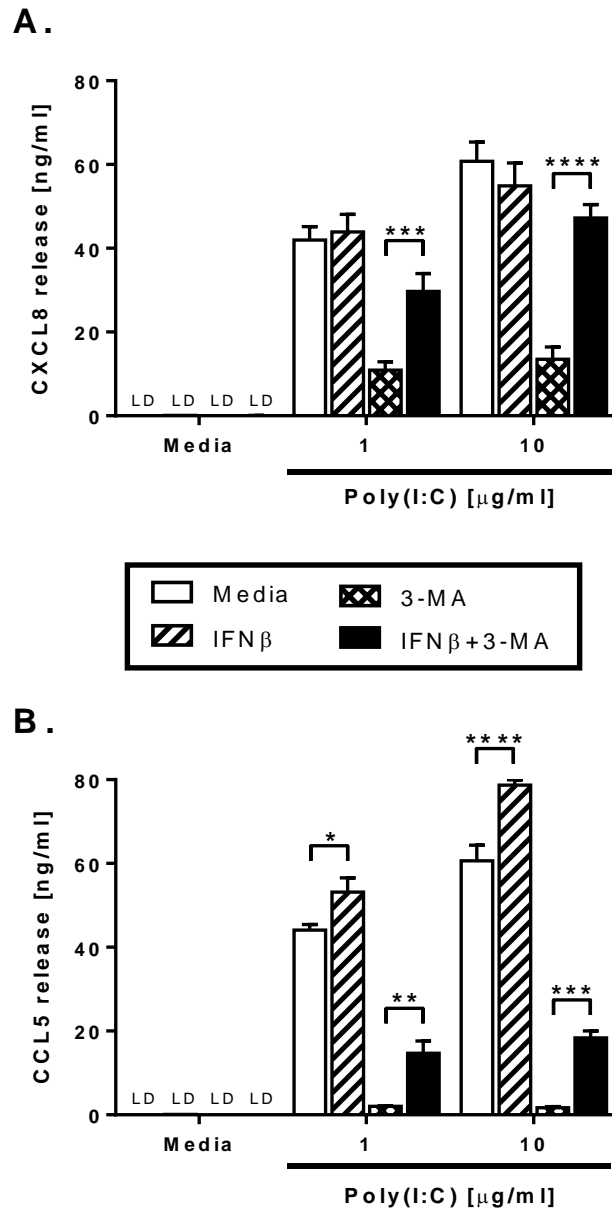 A.
CXCL8 release [ng/ml]
80
60
40
20
0
LD LD LD LD
***
****
Media 1 10
Poly(I:C) [μg/ml]
Media 3-MA
IFNβ IFNβ+3-MA
B.
CCL5 release [ng/ml]
80
60
40
20
0
LD LD LD LD
*
**
****
***
Media 1 10
Poly(I:C) [μg/ml]